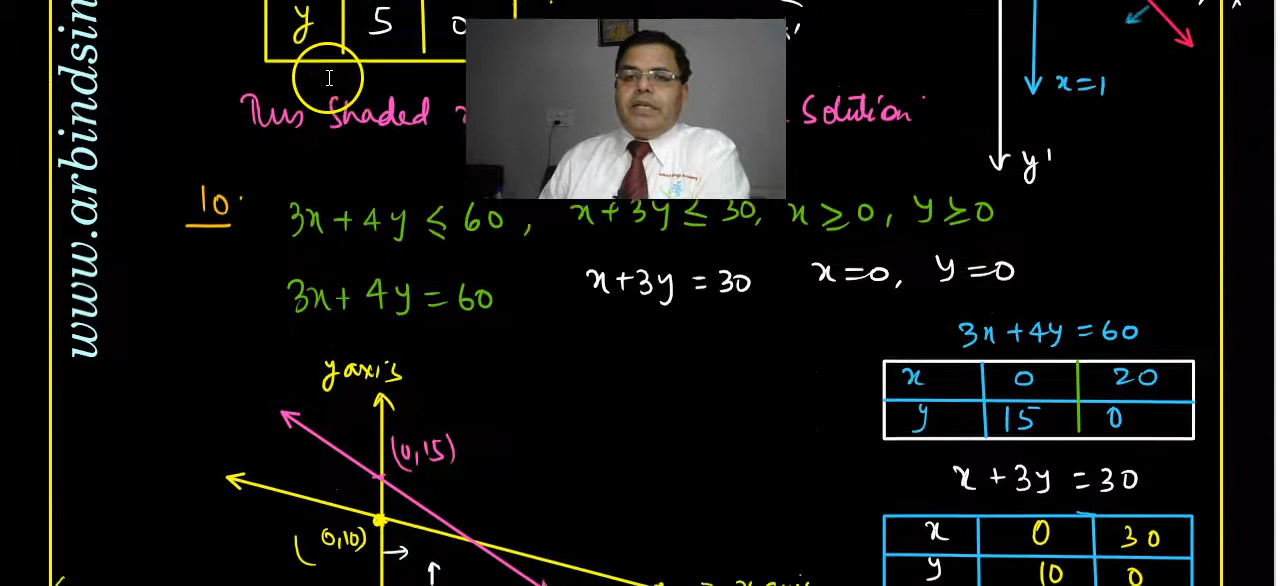 www.arbindsin
y 5 0
x=1
Thus Shaded Solution
y'
10. 3x + 4y ≤ 60, x + 3y ≤ 30, x ≥ 0, y ≥ 0
3x + 4y = 60 x + 3y = 30 x = 0, y = 0
3x + 4y = 60
x 0 20
y 15 0
y axis
(0,15)
x + 3y = 30
(0,10)
x 0 30
y 10 0
x axis